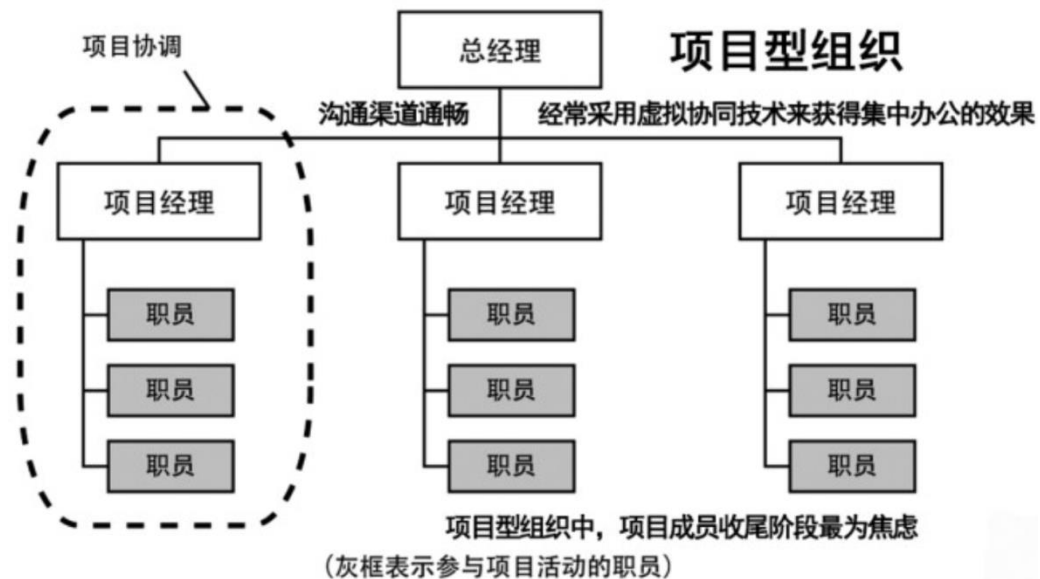 项目协调
总经理
项目型组织
沟通渠道通畅
经常采用虚拟协同技术来获得集中办公的效果
项目经理
项目经理
项目经理
职员
职员
职员
职员
职员
职员
职员
职员
职员
项目型组织中，项目成员收尾阶段最为焦虑
（灰框表示参与项目活动的职员）